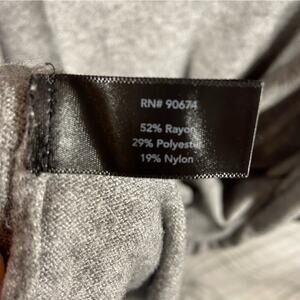 RN# 90674
52% Rayon
29% Polyester
19% Nylon